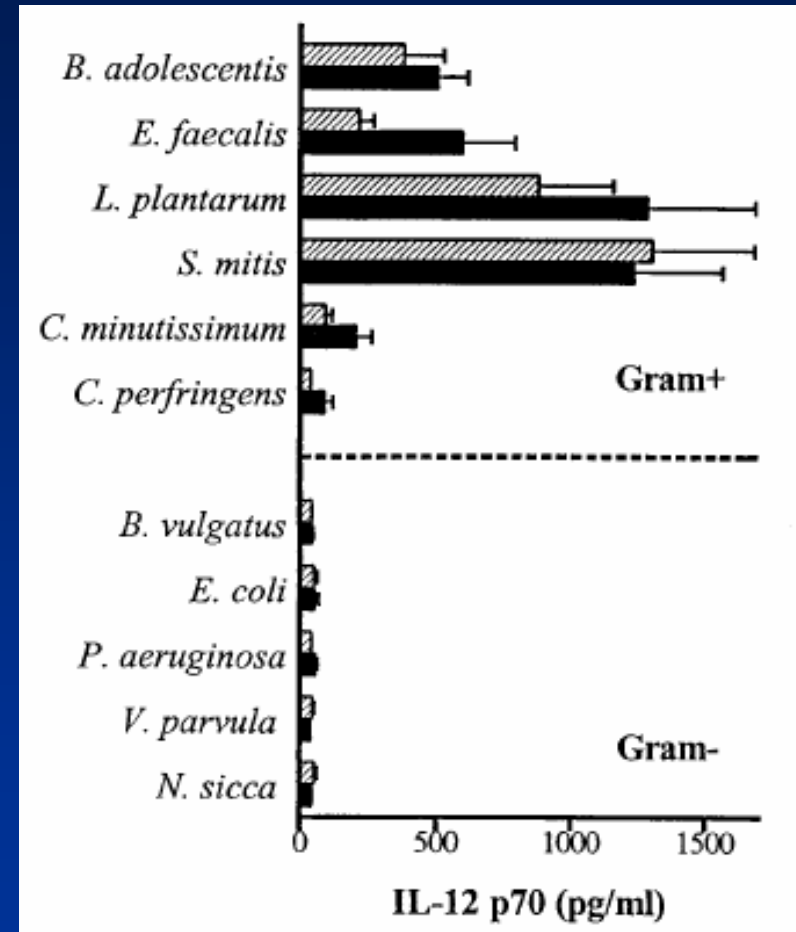 B. adolescentis
E. faecalis
L. plantarum
S. mitis
C. minutissimum
Gram+
C. perfringens
B. vulgatus
E. coli
P. aeruginosa
V. parvula
Gram-
N. sicca
0 500 1000 1500
IL-12 p70 (pg/ml)